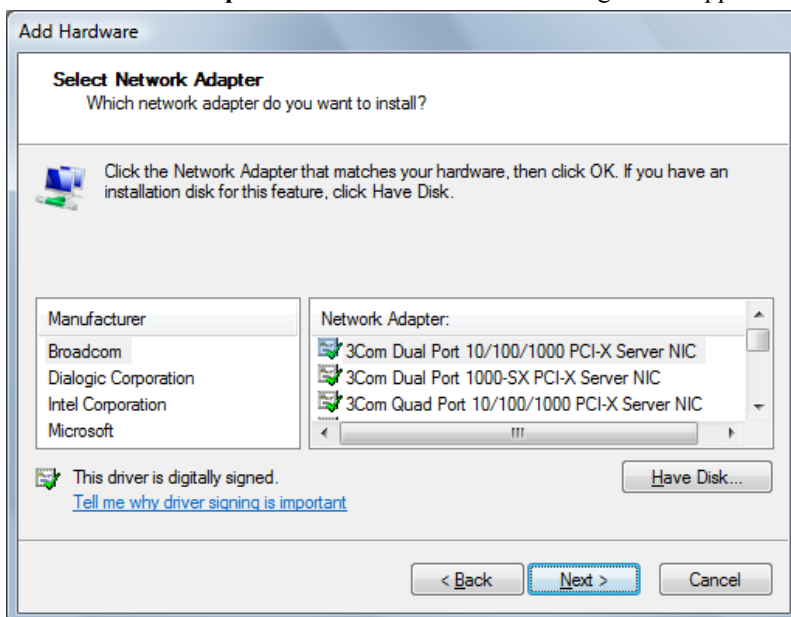 Add Hardware
Select Network Adapter
Which network adapter do you want to install?
Click the Network Adapter that matches your hardware, then click OK. If you have an
installation disk for this feature, click Have Disk.
Manufacturer
Broadcom
Dialogic Corporation
Intel Corporation
Microsoft
Network Adapter:
3Com Dual Port 10/100/1000 PCI-X Server NIC
3Com Dual Port 1000-SX PCI-X Server NIC
3Com Quad Port 10/100/1000 PCI-X Server NIC
This driver is digitally signed.
Tell me why driver signing is important
Have Disk...
< Back
Next >
Cancel